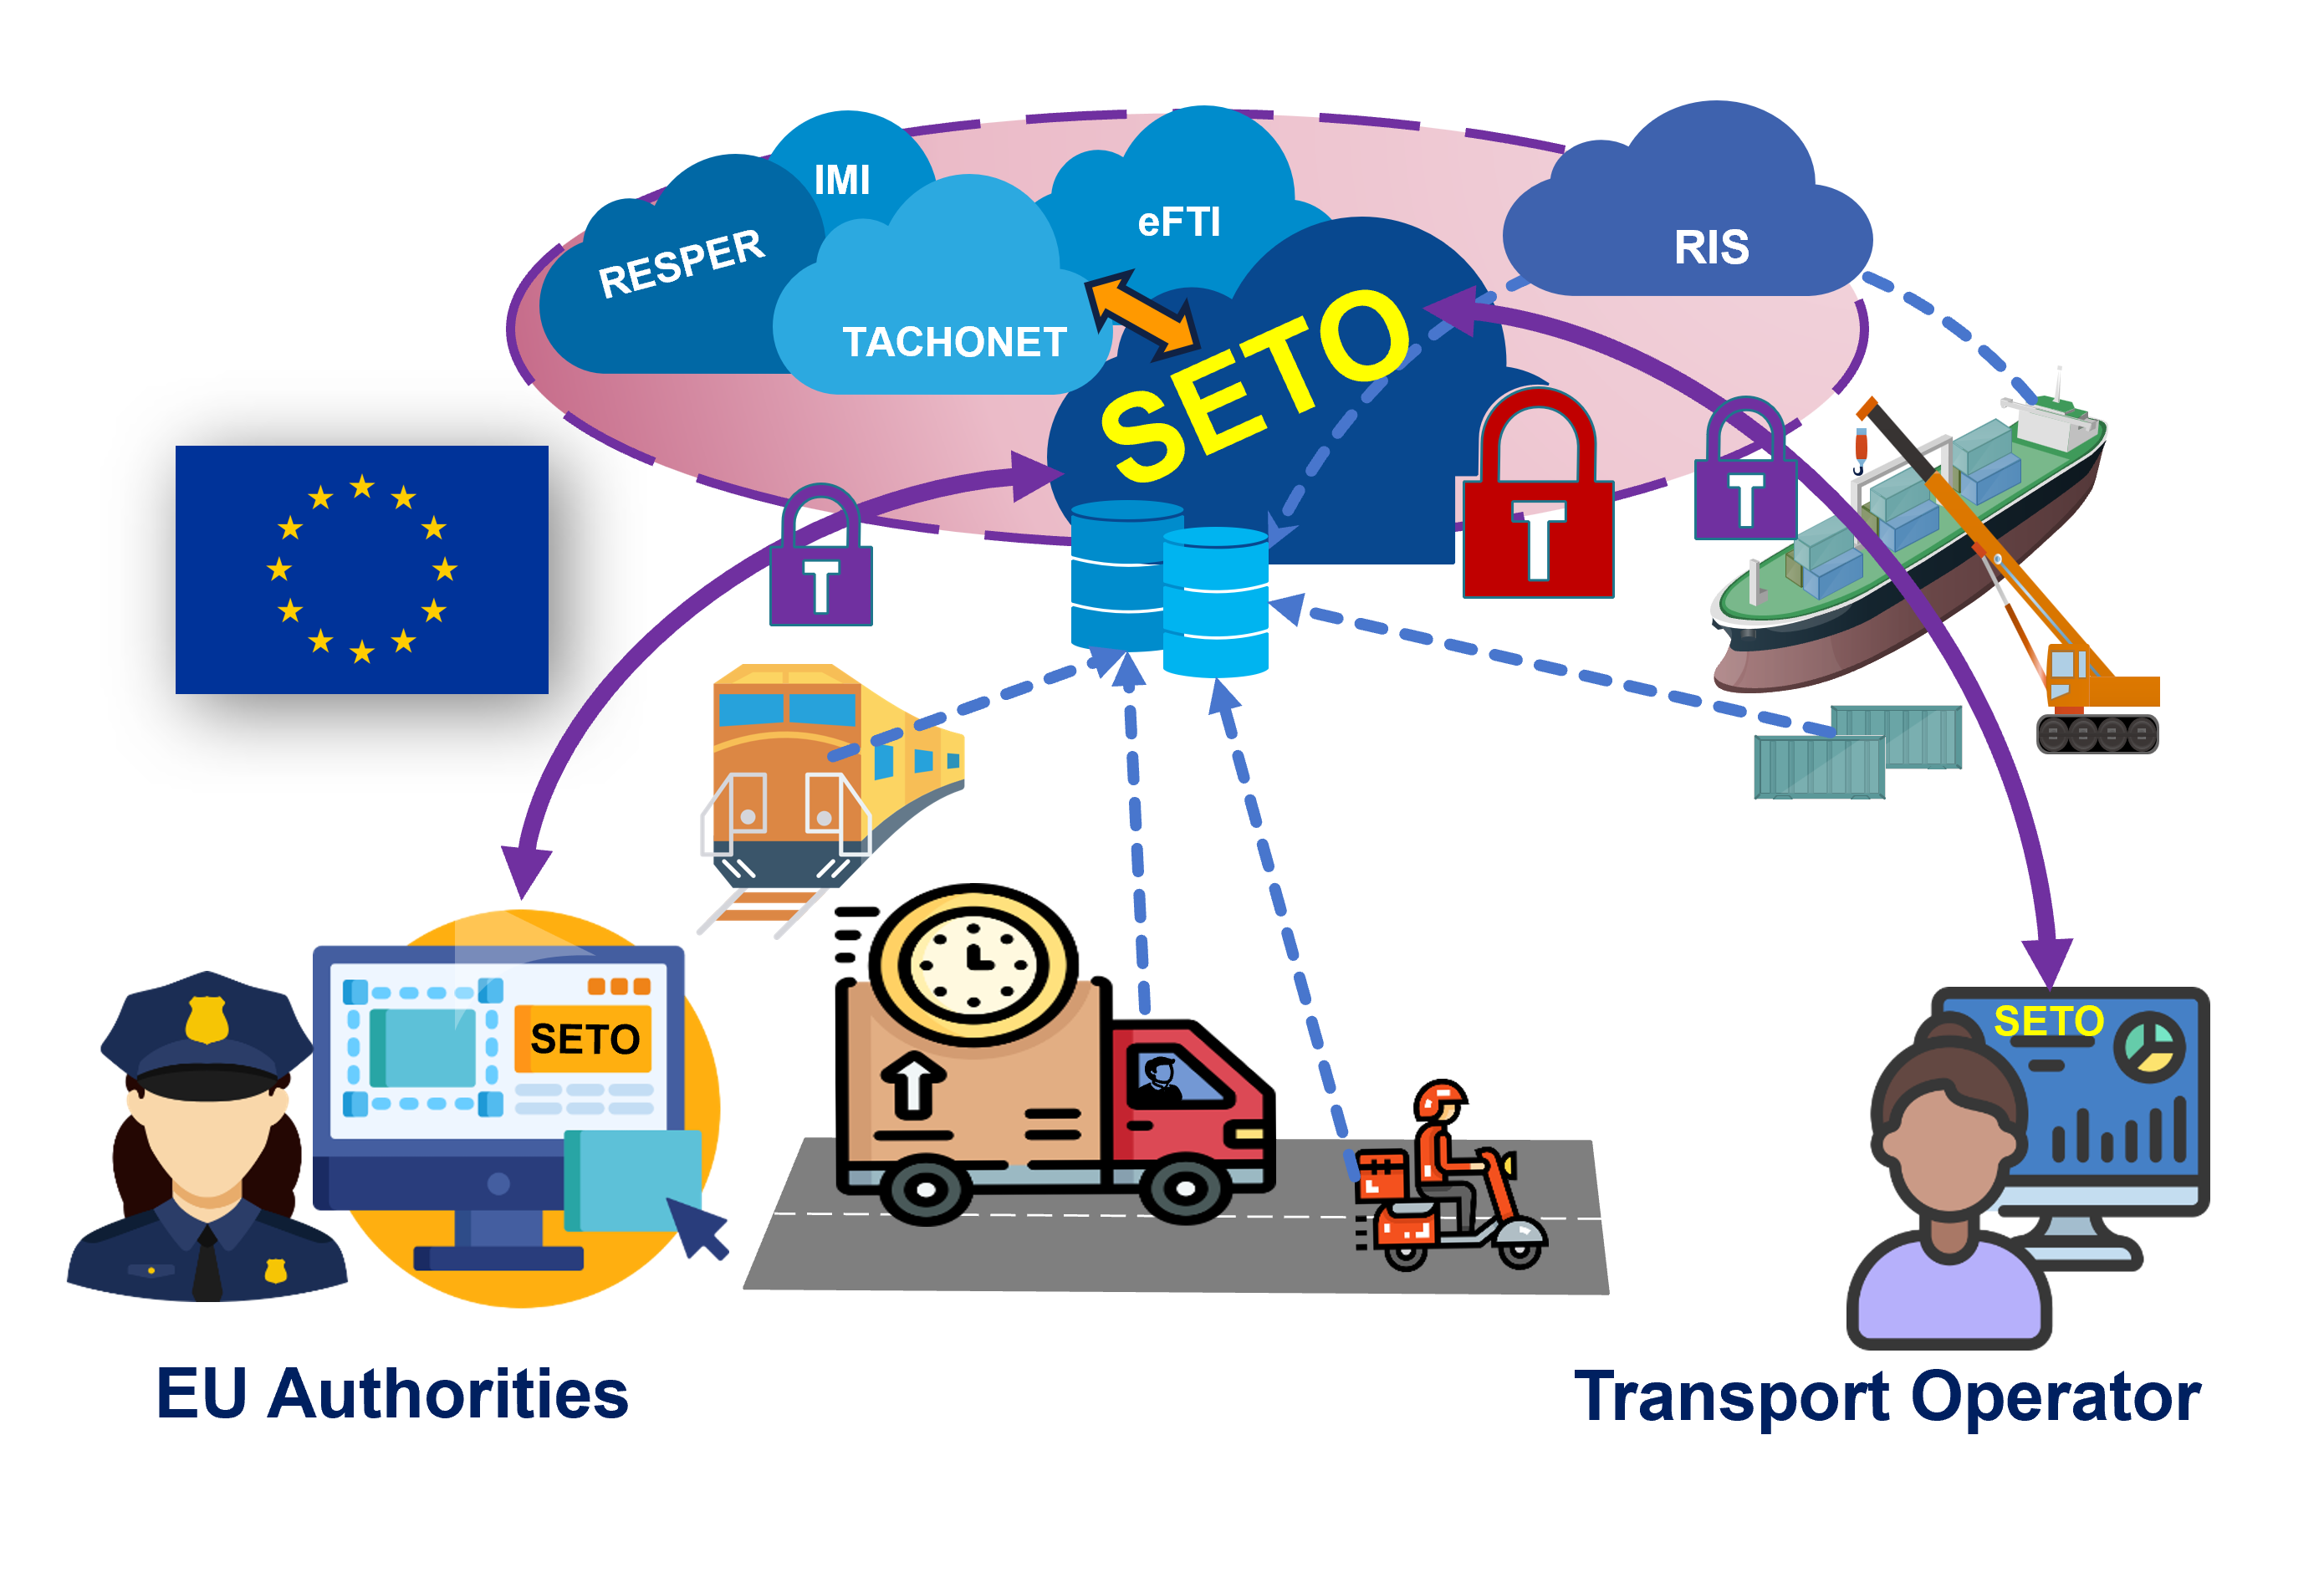 IMI
eFTI
RIS
RESPER
TACHONET
SETO
T
T
T
SETO
SETO
EU Authorities
Transport Operator